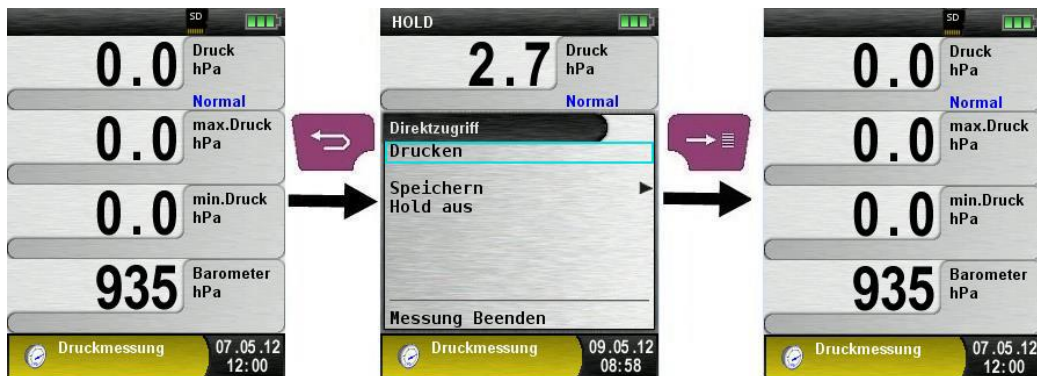 SD
0.0
Druck
hPa
Normal
0.0
max.Druck
hPa
0.0
min.Druck
hPa
935
Barometer
hPa
Druckmessung
07.05.12
12:00
HOLD
2.7
Druck
hPa
Normal
Direktzugriff
Drucken
Speichern
Hold aus
Messung Beenden
Druckmessung
09.05.12
08:58
SD
0.0
Druck
hPa
Normal
0.0
max.Druck
hPa
0.0
min.Druck
hPa
935
Barometer
hPa
Druckmessung
07.05.12
12:00